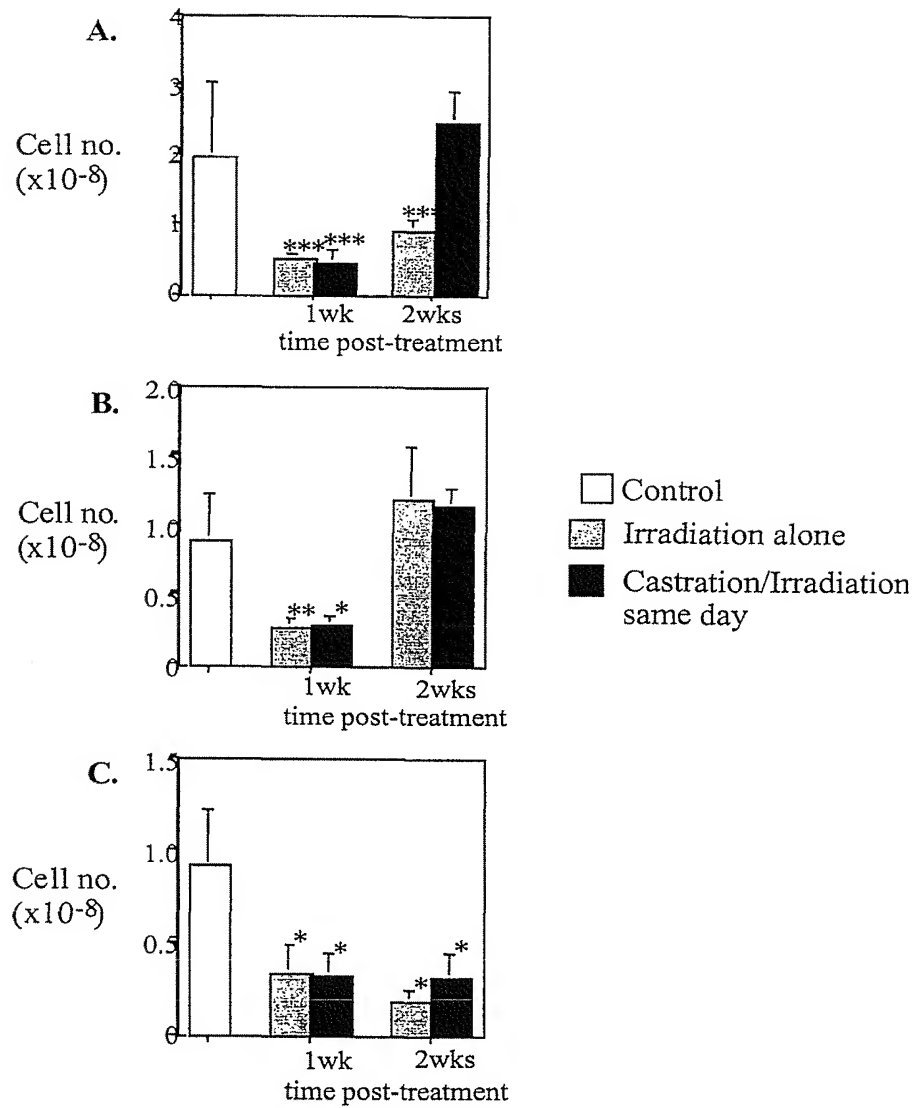 A.
4
3
Cell no.
(x10-8)
2
1
0
*** ***
***
1wk 2wks
time post-treatment
B.
2.0
1.5
Cell no.
(x10-8)
1.0
0.5
0
** *
1wk 2wks
time post-treatment
Control
Irradiation alone
Castration/Irradiation
same day
C.
1.5
1.0
Cell no.
(x10-8)
0.5
0
* *
* *
1wk 2wks
time post-treatment